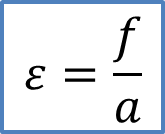 ε = f/a